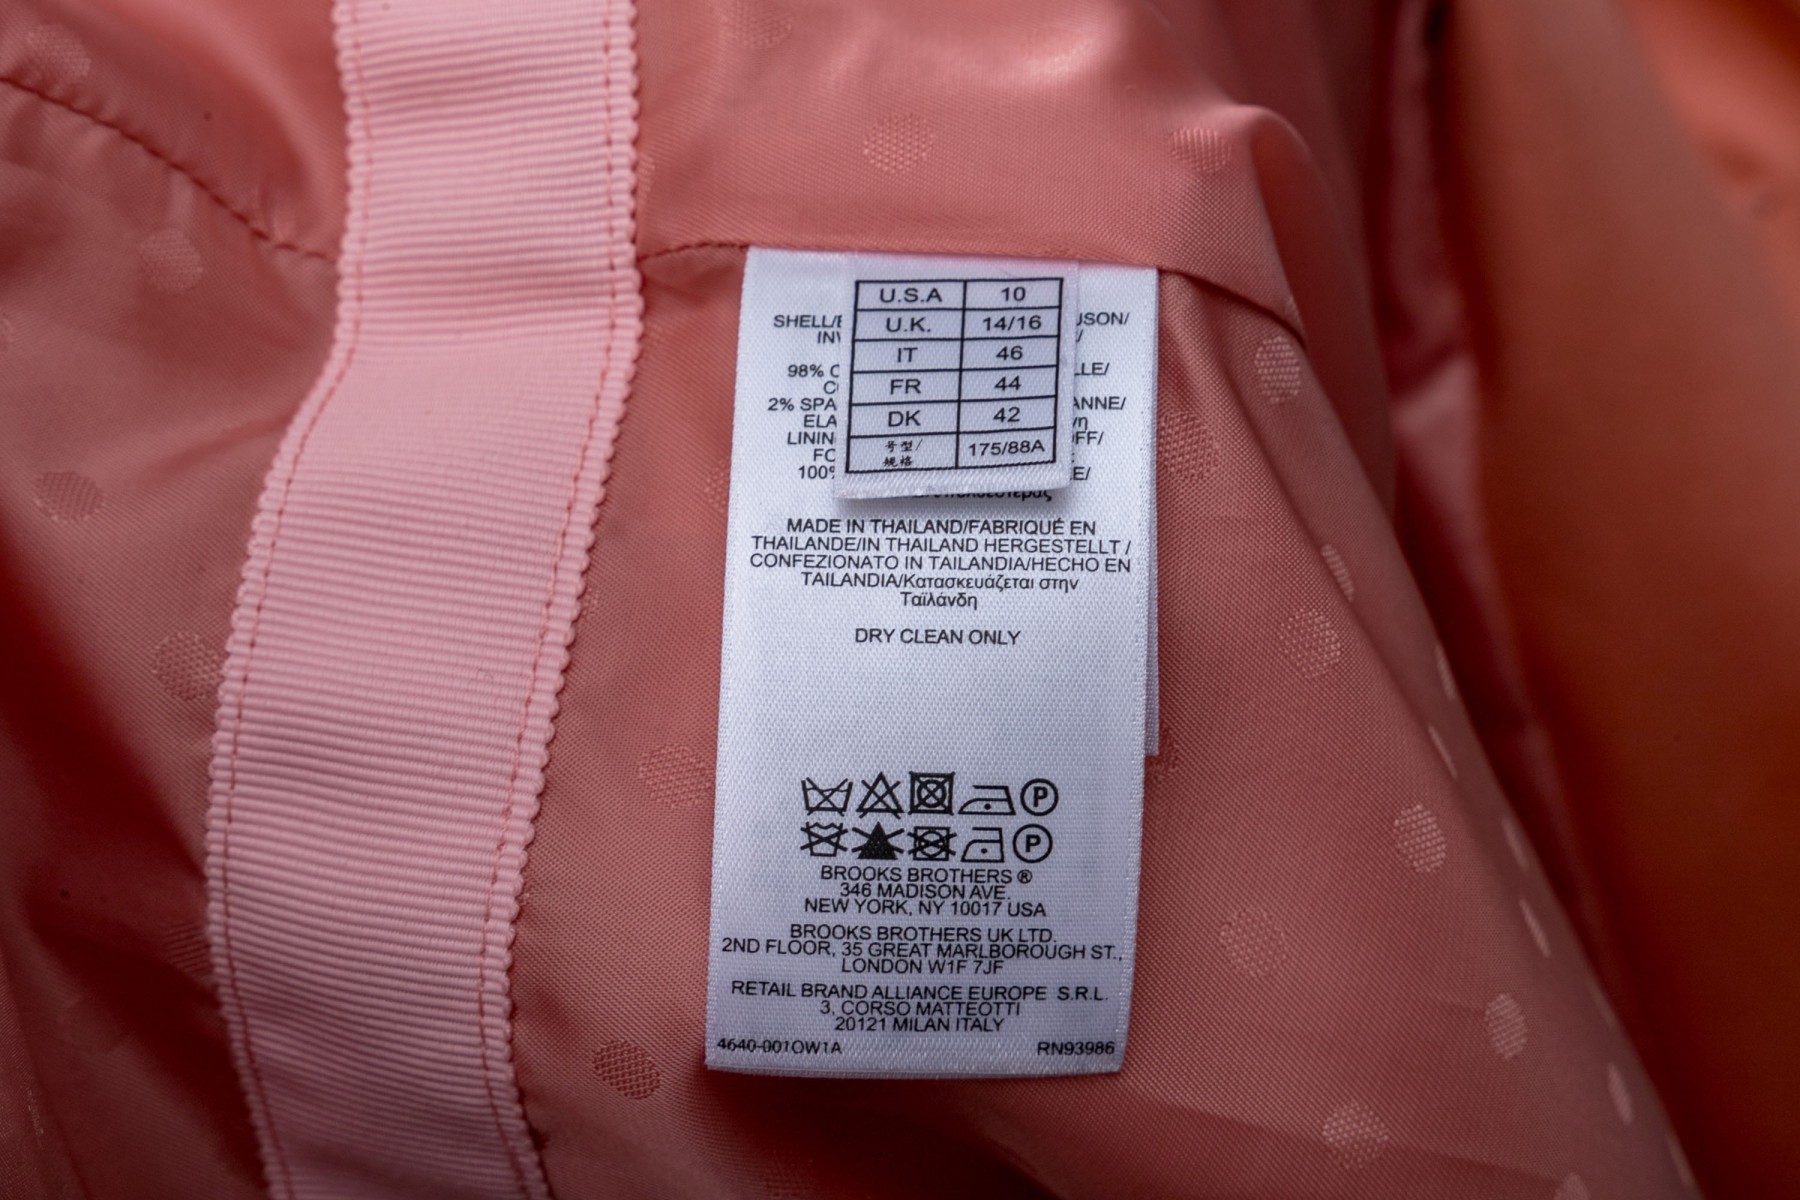 U.S.A 10
U.K. 14/16
IT 46
FR 44
DK 42
号型/ 规格 175/88A
98%
2%
MADE IN THAILAND/FABRIQUÉ EN
THAILANDE/IN THAILAND HERGESTELLT /
CONFEZIONATO IN TAILANDIA/HECHO EN
TAILANDIA/Κατασκευάζεται στην
Ταϊλάνδη
DRY CLEAN ONLY
P
P
BROOKS BROTHERS ®
346 MADISON AVE.
NEW YORK, NY 10017 USA
BROOKS BROTHERS UK LTD.
2ND FLOOR, 35 GREAT MARLBOROUGH ST.,
LONDON W1F 7JF
RETAIL BRAND ALLIANCE EUROPE S.R.L.
3, CORSO MATTEOTTI
20121 MILAN ITALY
4640-001OW1A RN93986